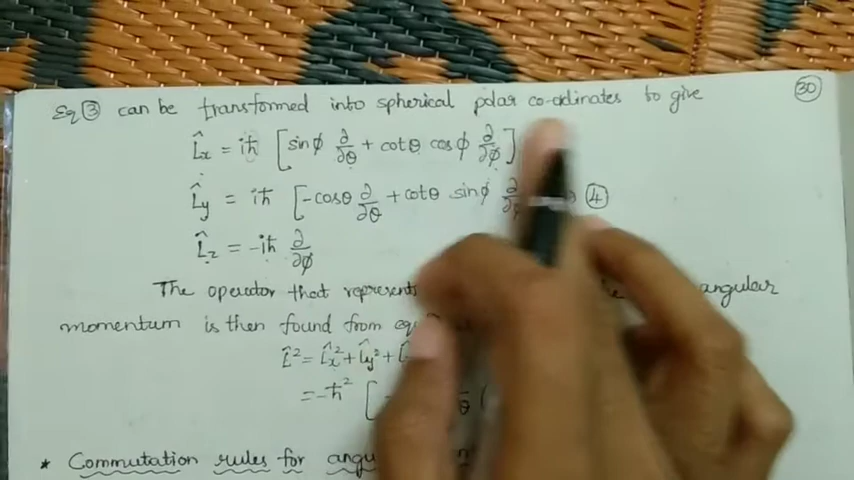 Eq ③ can be transformed into spherical polar co-ordinates to give
㉚
L̂x = iħ [sinϕ ∂/∂θ + cotθ cosϕ ∂/∂ϕ]
L̂y = iħ [-cosθ ∂/∂θ + cotθ sinϕ ④
L̂z = -iħ ∂/∂ϕ
The operator that represents angular
momentum is then found from
L̂² = L̂x² + L̂y² +
= -ħ² [
* Commutation rules for